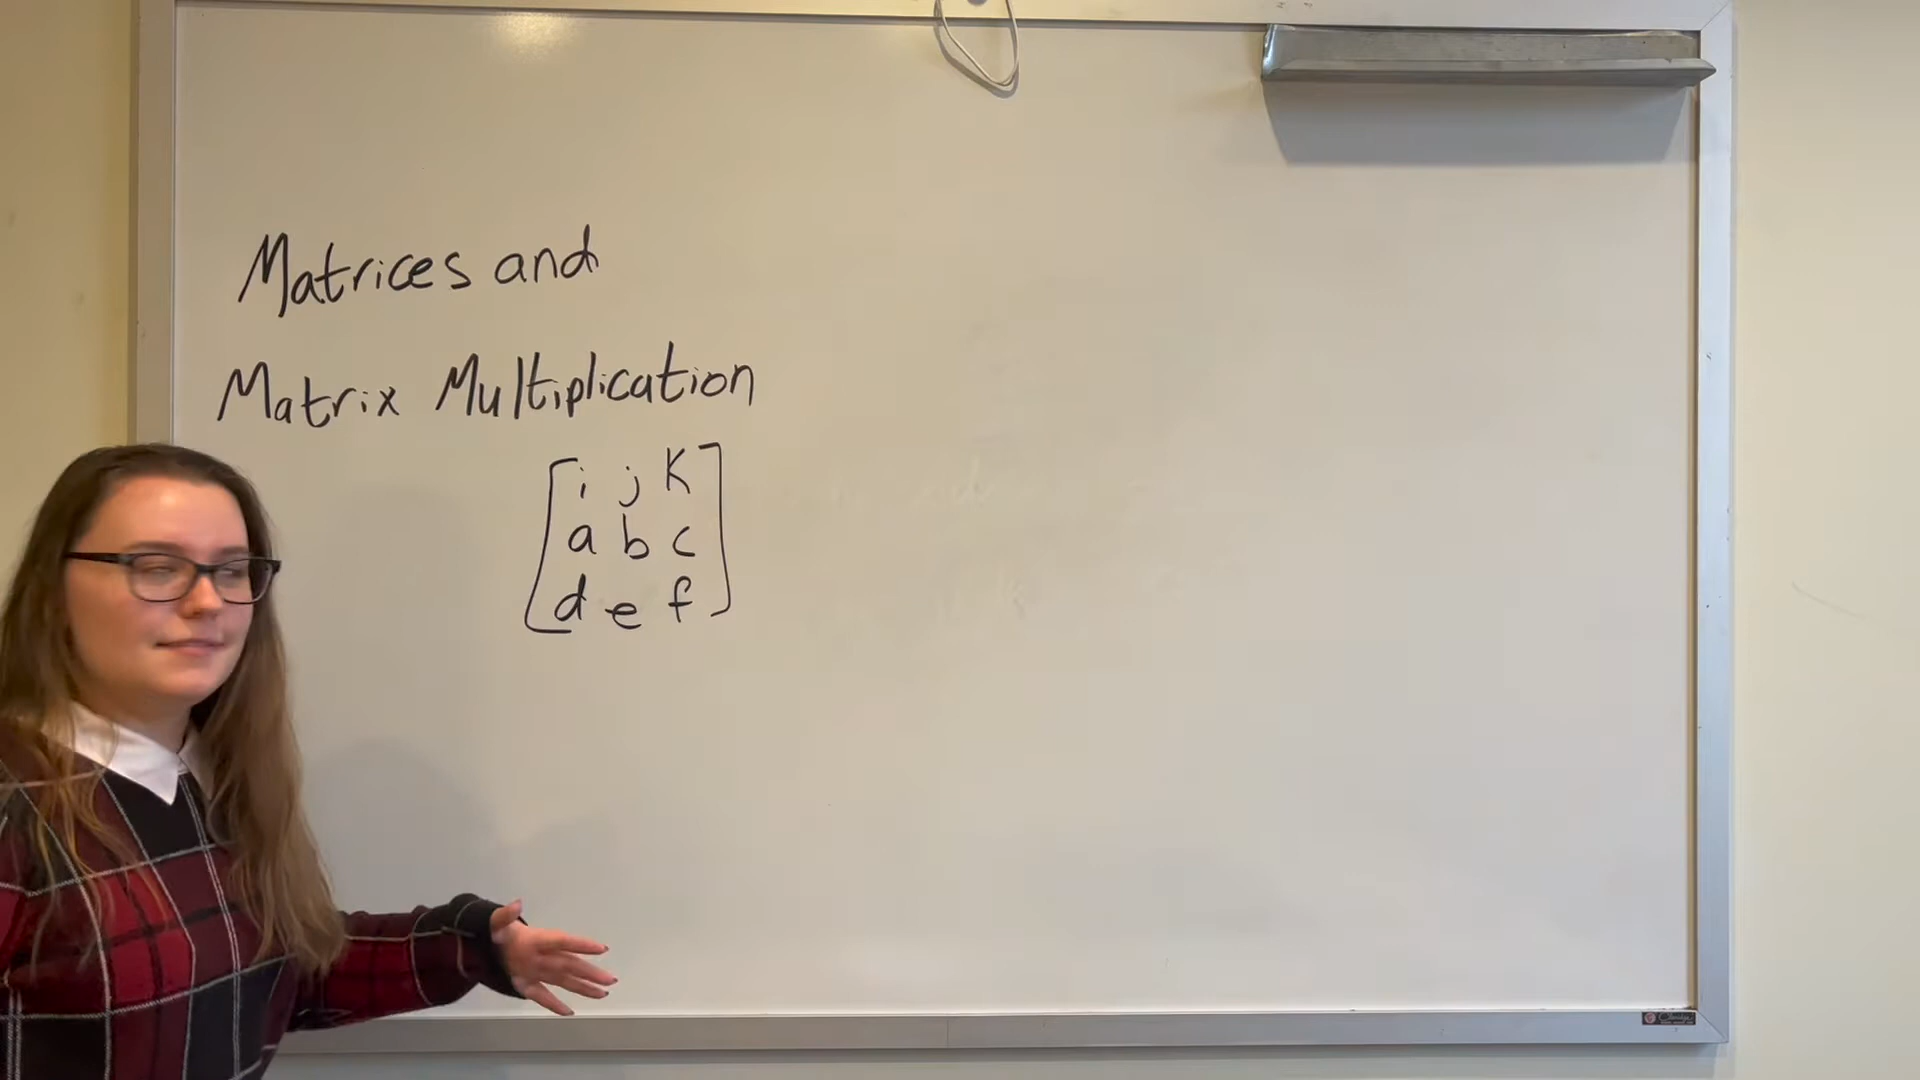 Matrices and
Matrix Multiplication
i j K
a b c
d e f